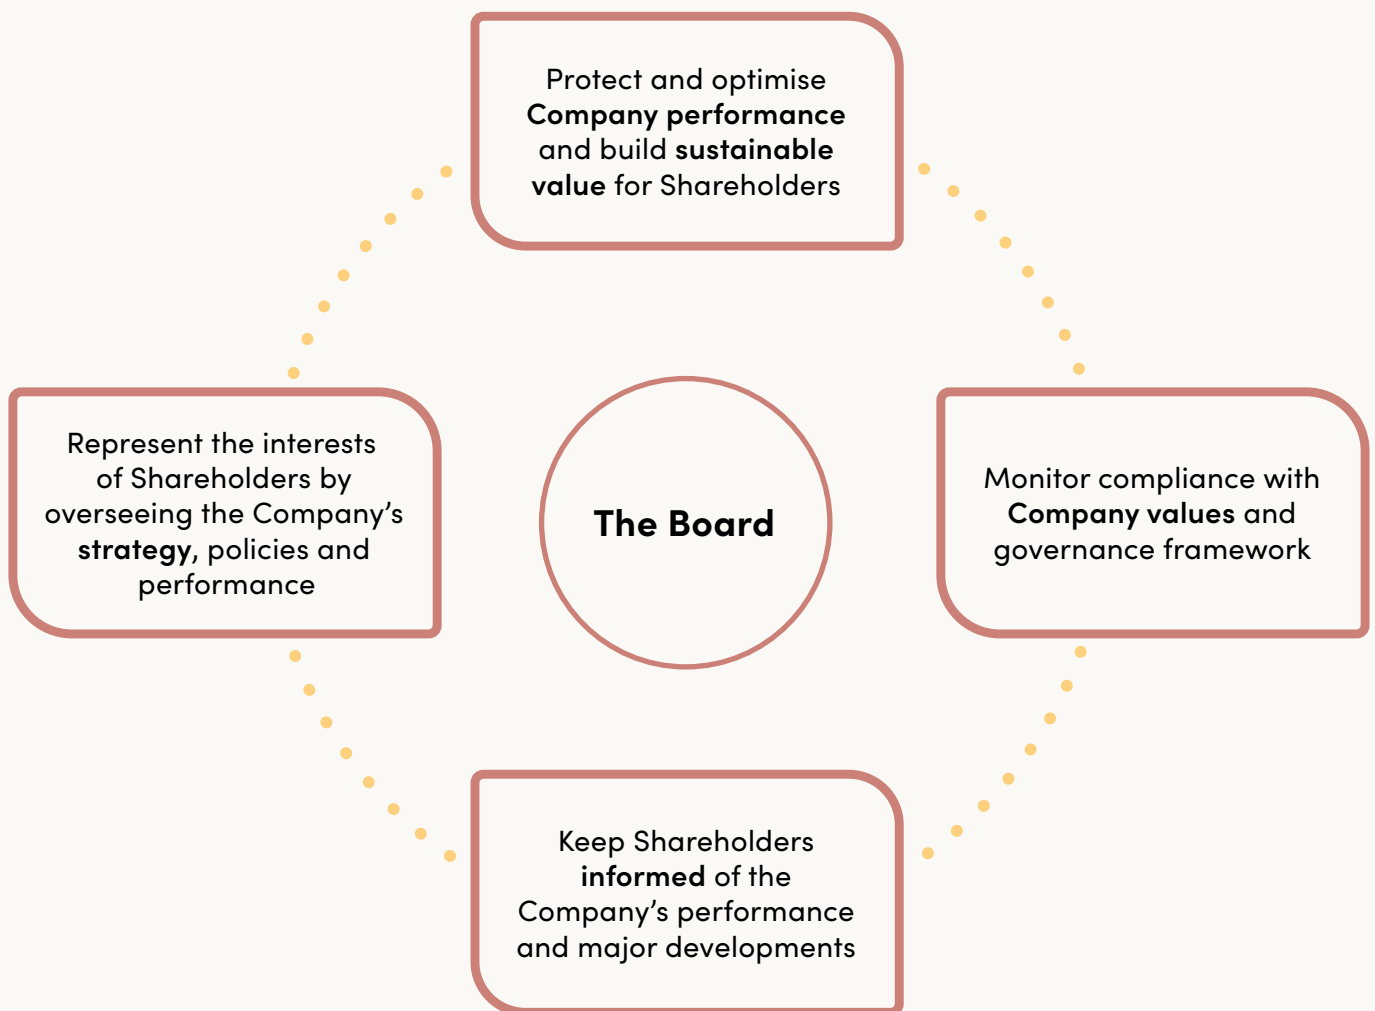 Protect and optimise
Company performance
and build sustainable
value for Shareholders
Represent the interests
of Shareholders by
overseeing the Company’s
strategy, policies and
performance
The Board
Monitor compliance with
Company values and
governance framework
Keep Shareholders
informed of the
Company’s performance
and major developments